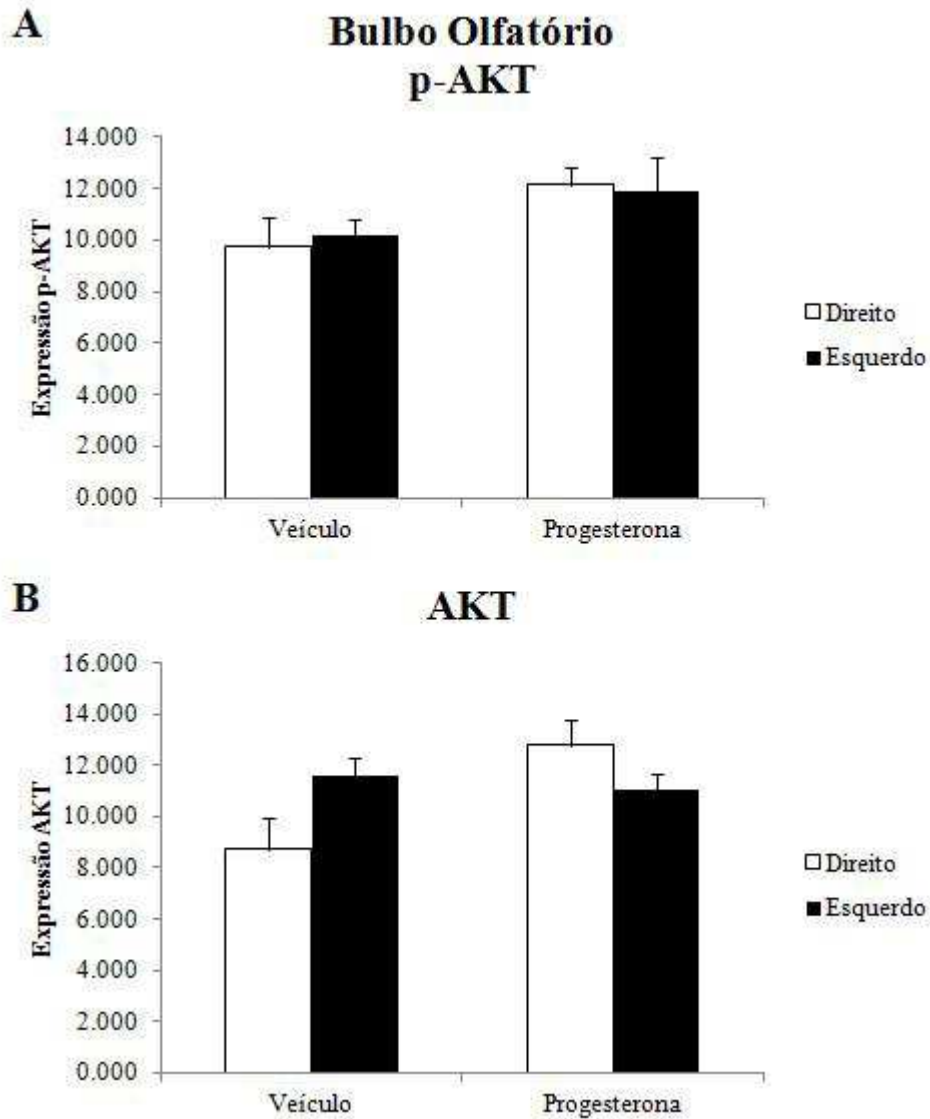 A
Bulbo Olfatório
p-AKT
14.000
12.000
10.000
8.000
6.000
4.000
2.000
0.000
Expressão p-AKT
Veículo
Progesterona
Direito
Esquerdo
B
AKT
16.000
14.000
12.000
10.000
8.000
6.000
4.000
2.000
0.000
Expressão AKT
Veículo
Progesterona
Direito
Esquerdo